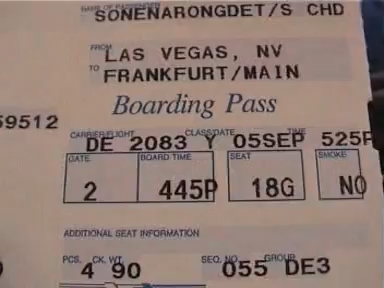 NAME OF PASSENGER
SONENARONGDET/S CHD
FROM
LAS VEGAS, NV
TO
FRANKFURT/MAIN
Boarding Pass
59512
CARRIER/FLIGHT CLASS/DATE TIME
DE 2083 Y 05SEP 525P
GATE BOARD TIME SEAT SMOKE
2 445P 18G NO
ADDITIONAL SEAT INFORMATION
PCS. CK. WT. SEQ. NO. GROUP
4 90 055 DE3